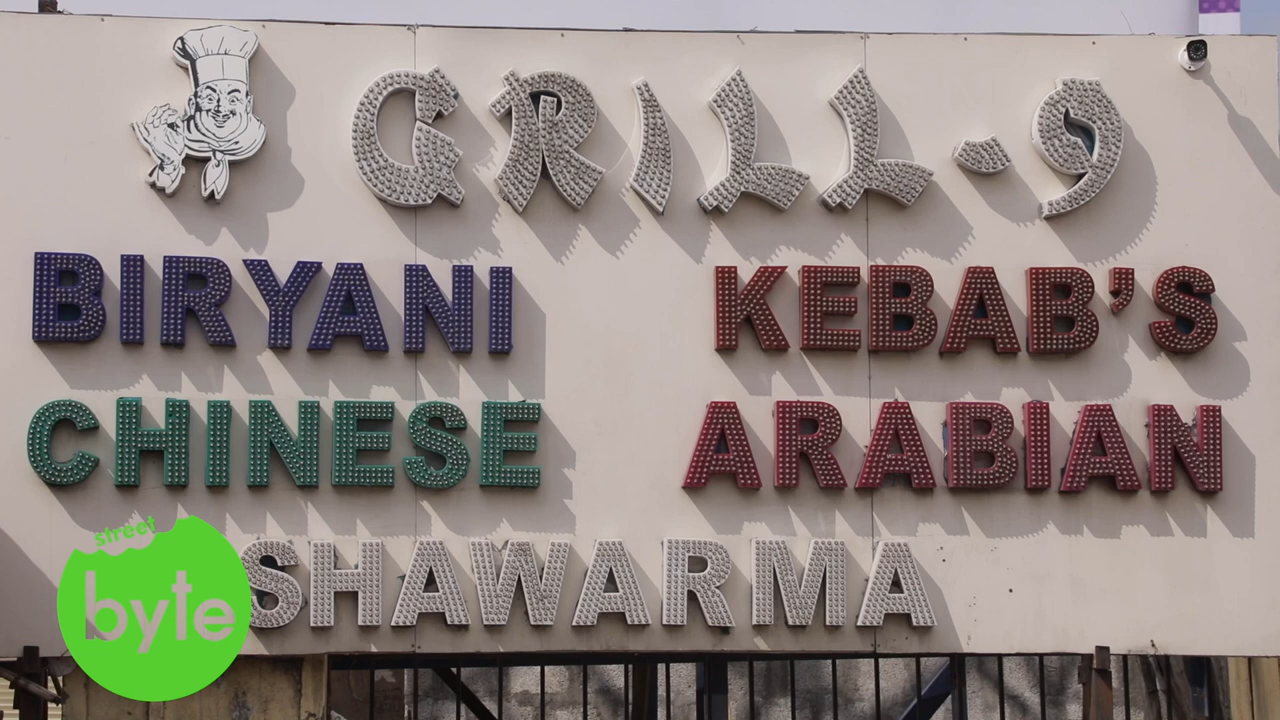 GRILL-9
BIRYANI KEBAB'S
CHINESE ARABIAN
SHAWARMA
street
byte